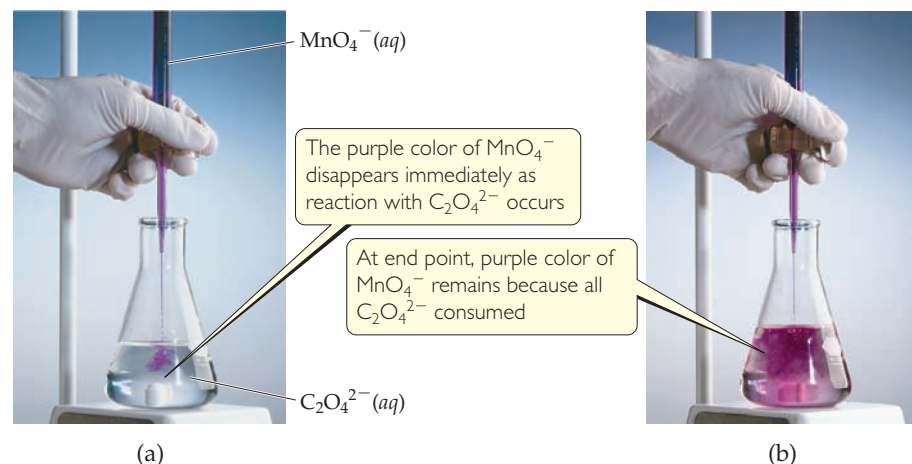 MnO₄⁻(aq)
The purple color of MnO₄⁻
disappears immediately as
reaction with C₂O₄²⁻ occurs
At end point, purple color of
MnO₄⁻ remains because all
C₂O₄²⁻ consumed
C₂O₄²⁻(aq)
(a)
(b)